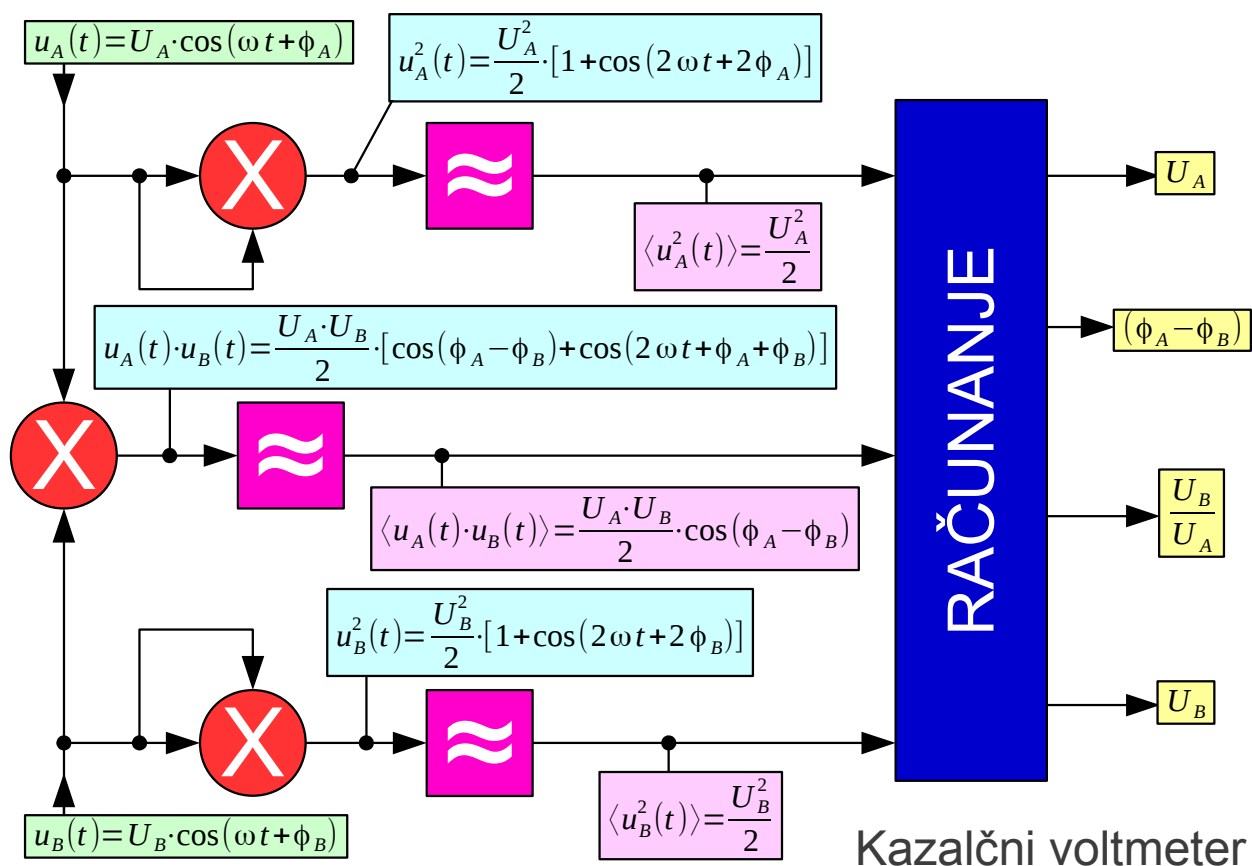 u_A(t)=U_A·cos(ωt+ϕ_A)
u_A^2(t)=U_A^2/2·[1+cos(2ωt+2ϕ_A)]
X
≈
⟨u_A^2(t)⟩=U_A^2/2
U_A
u_A(t)·u_B(t)=U_A·U_B/2·[cos(ϕ_A−ϕ_B)+cos(2ωt+ϕ_A+ϕ_B)]
(ϕ_A−ϕ_B)
X
≈
⟨u_A(t)·u_B(t)⟩=U_A·U_B/2·cos(ϕ_A−ϕ_B)
RAČUNANJE
U_B/U_A
u_B^2(t)=U_B^2/2·[1+cos(2ωt+2ϕ_B)]
X
≈
⟨u_B^2(t)⟩=U_B^2/2
U_B
u_B(t)=U_B·cos(ωt+ϕ_B)
Kazalčni voltmeter